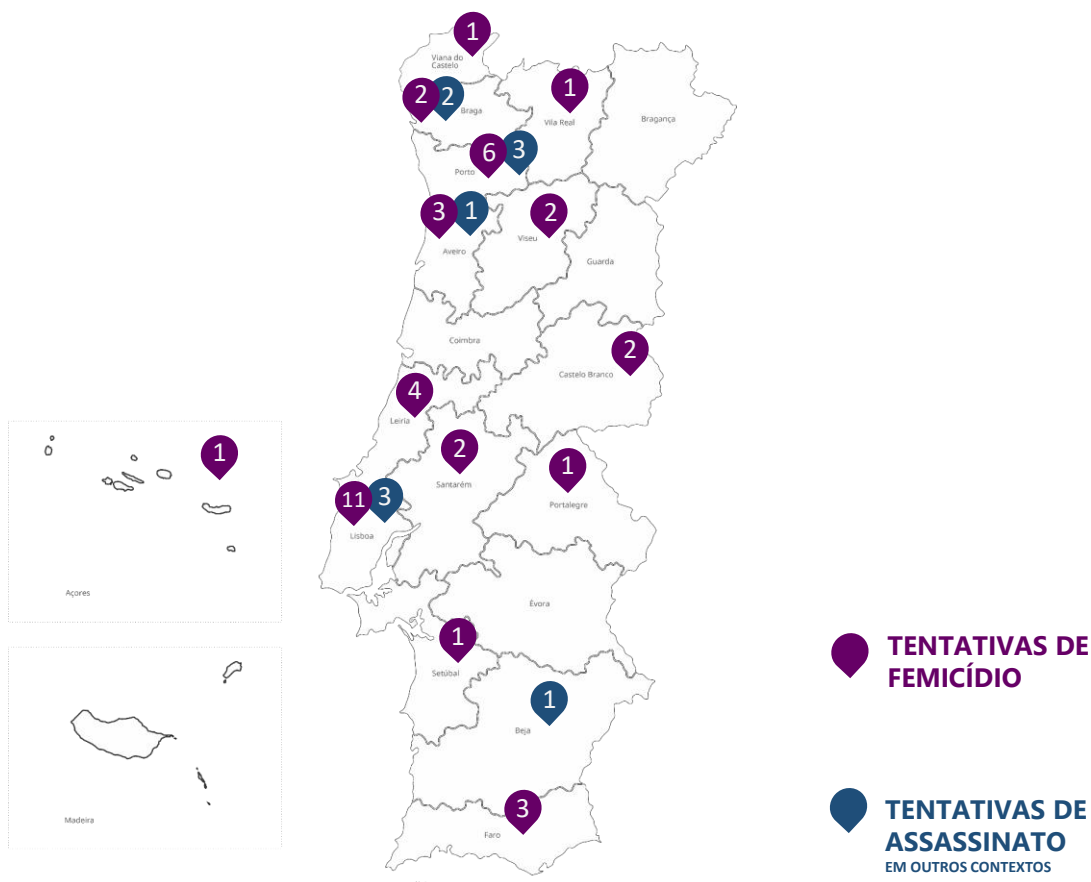 1
Viana do
Castelo
2
2
Braga
1
Vila Real
Bragança
6
3
Porto
3
1
Aveiro
2
Viseu
Guarda
Coimbra
2
Castelo Branco
4
Leiria
2
Santarém
1
Portalegre
11
3
Lisboa
1
Açores
Évora
1
Setúbal
1
Beja
3
Faro
Madeira
TENTATIVAS DE
FEMICÍDIO
TENTATIVAS DE
ASSASSINATO
EM OUTROS CONTEXTOS